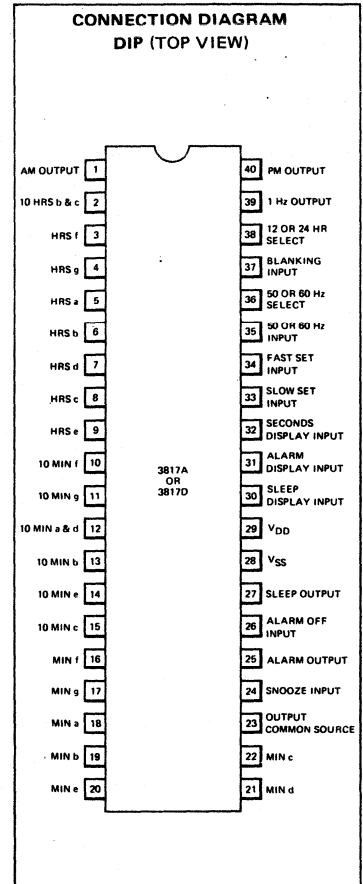 CONNECTION DIAGRAM
DIP (TOP VIEW)
AM OUTPUT 1
10 HRS b & c 2
HRS f 3
HRS g 4
HRS a 5
HRS b 6
HRS d 7
HRS c 8
HRS e 9
10 MIN f 10
10 MIN g 11
10 MIN a & d 12
10 MIN b 13
10 MIN e 14
10 MIN c 15
MIN f 16
MIN g 17
MIN a 18
MIN b 19
MIN e 20
3817A
OR
3817D
40 PM OUTPUT
39 1 Hz OUTPUT
38 12 OR 24 HR
SELECT
37 BLANKING
INPUT
36 50 OR 60 Hz
SELECT
35 50 OR 60 Hz
INPUT
34 FAST SET
INPUT
33 SLOW SET
INPUT
32 SECONDS
DISPLAY INPUT
31 ALARM
DISPLAY INPUT
30 SLEEP
DISPLAY INPUT
29 VDD
28 VSS
27 SLEEP OUTPUT
26 ALARM OFF
INPUT
25 ALARM OUTPUT
24 SNOOZE INPUT
23 OUTPUT
COMMON SOURCE
22 MIN c
21 MIN d